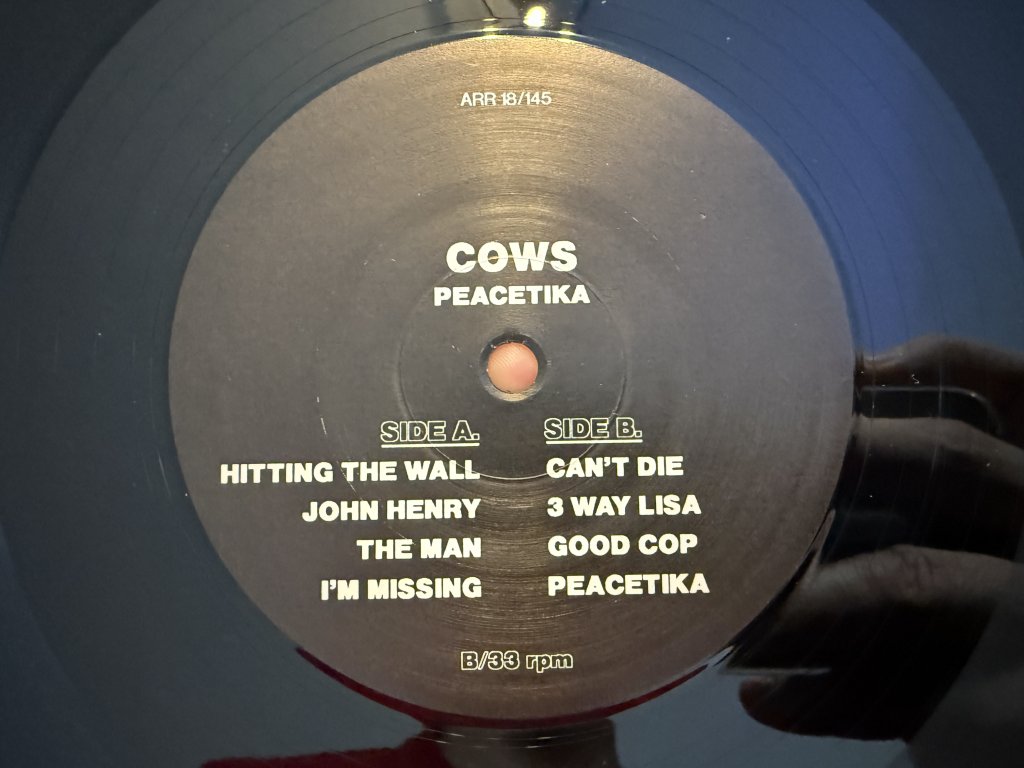 ARR 18/145
COWS
PEACETIKA
SIDE A.
HITTING THE WALL
JOHN HENRY
THE MAN
I'M MISSING
SIDE B.
CAN'T DIE
3 WAY LISA
GOOD COP
PEACETIKA
B/33 rpm